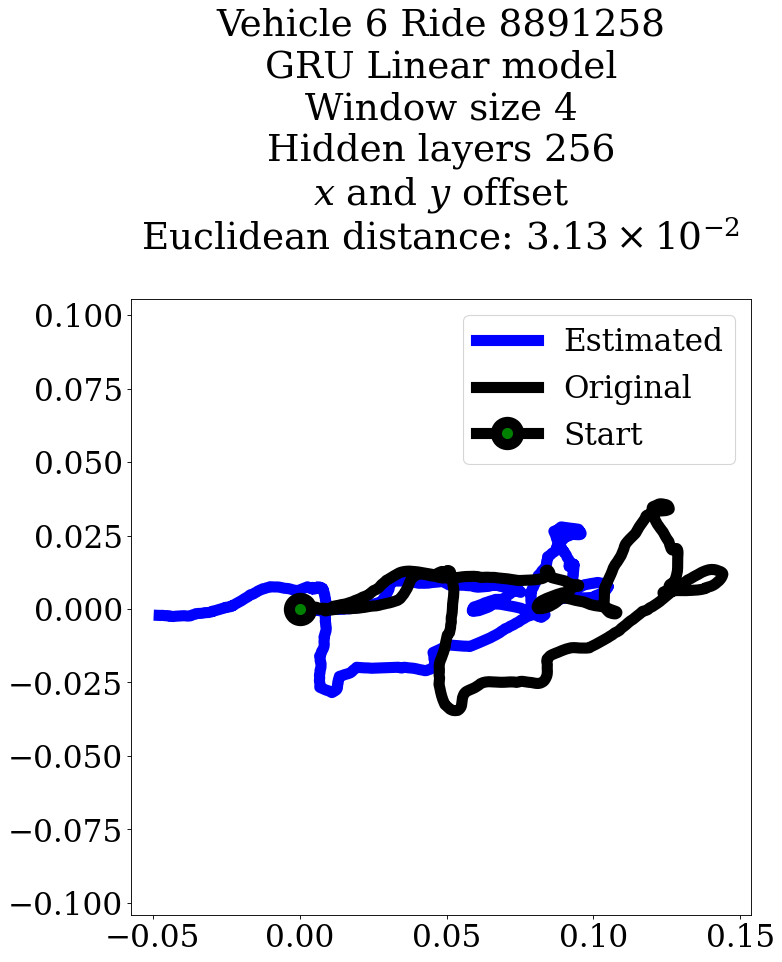 Vehicle 6 Ride 8891258
GRU Linear model
Window size 4
Hidden layers 256
x and y offset
Euclidean distance: 3.13 × 10⁻²
Estimated
Original
Start
0.100
0.075
0.050
0.025
0.000
−0.025
−0.050
−0.075
−0.100
−0.05 0.00 0.05 0.10 0.15